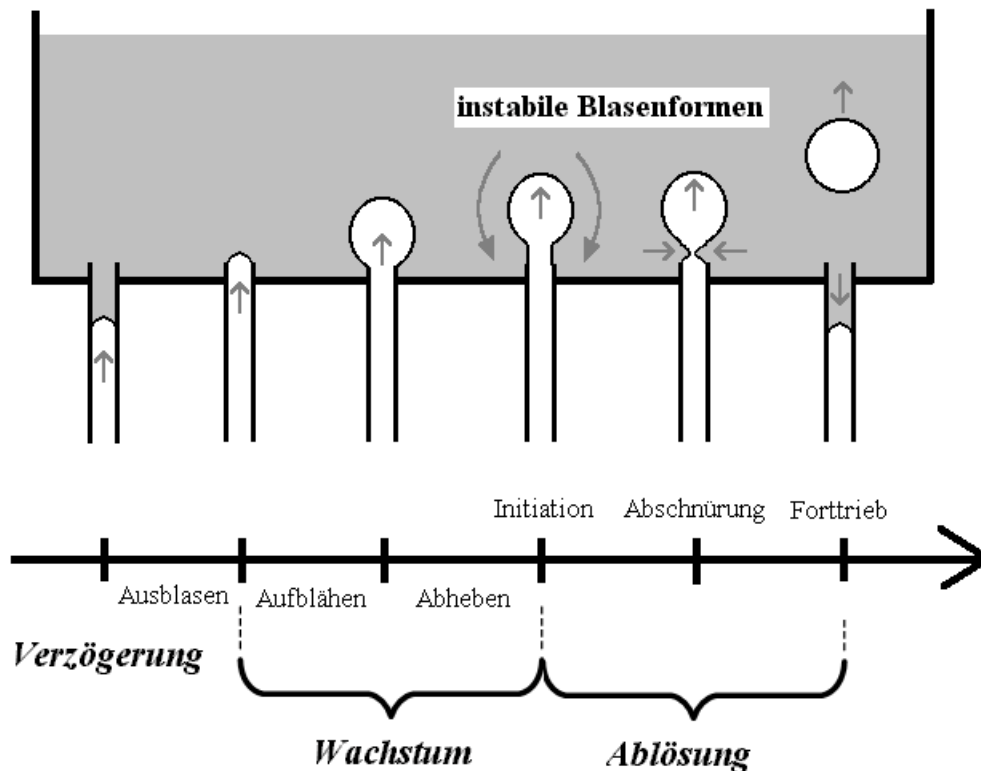 instabile Blasenformen
Initiation Abschnürung Forttrieb
Ausblasen Aufblähen Abheben
Verzögerung
Wachstum Ablösung